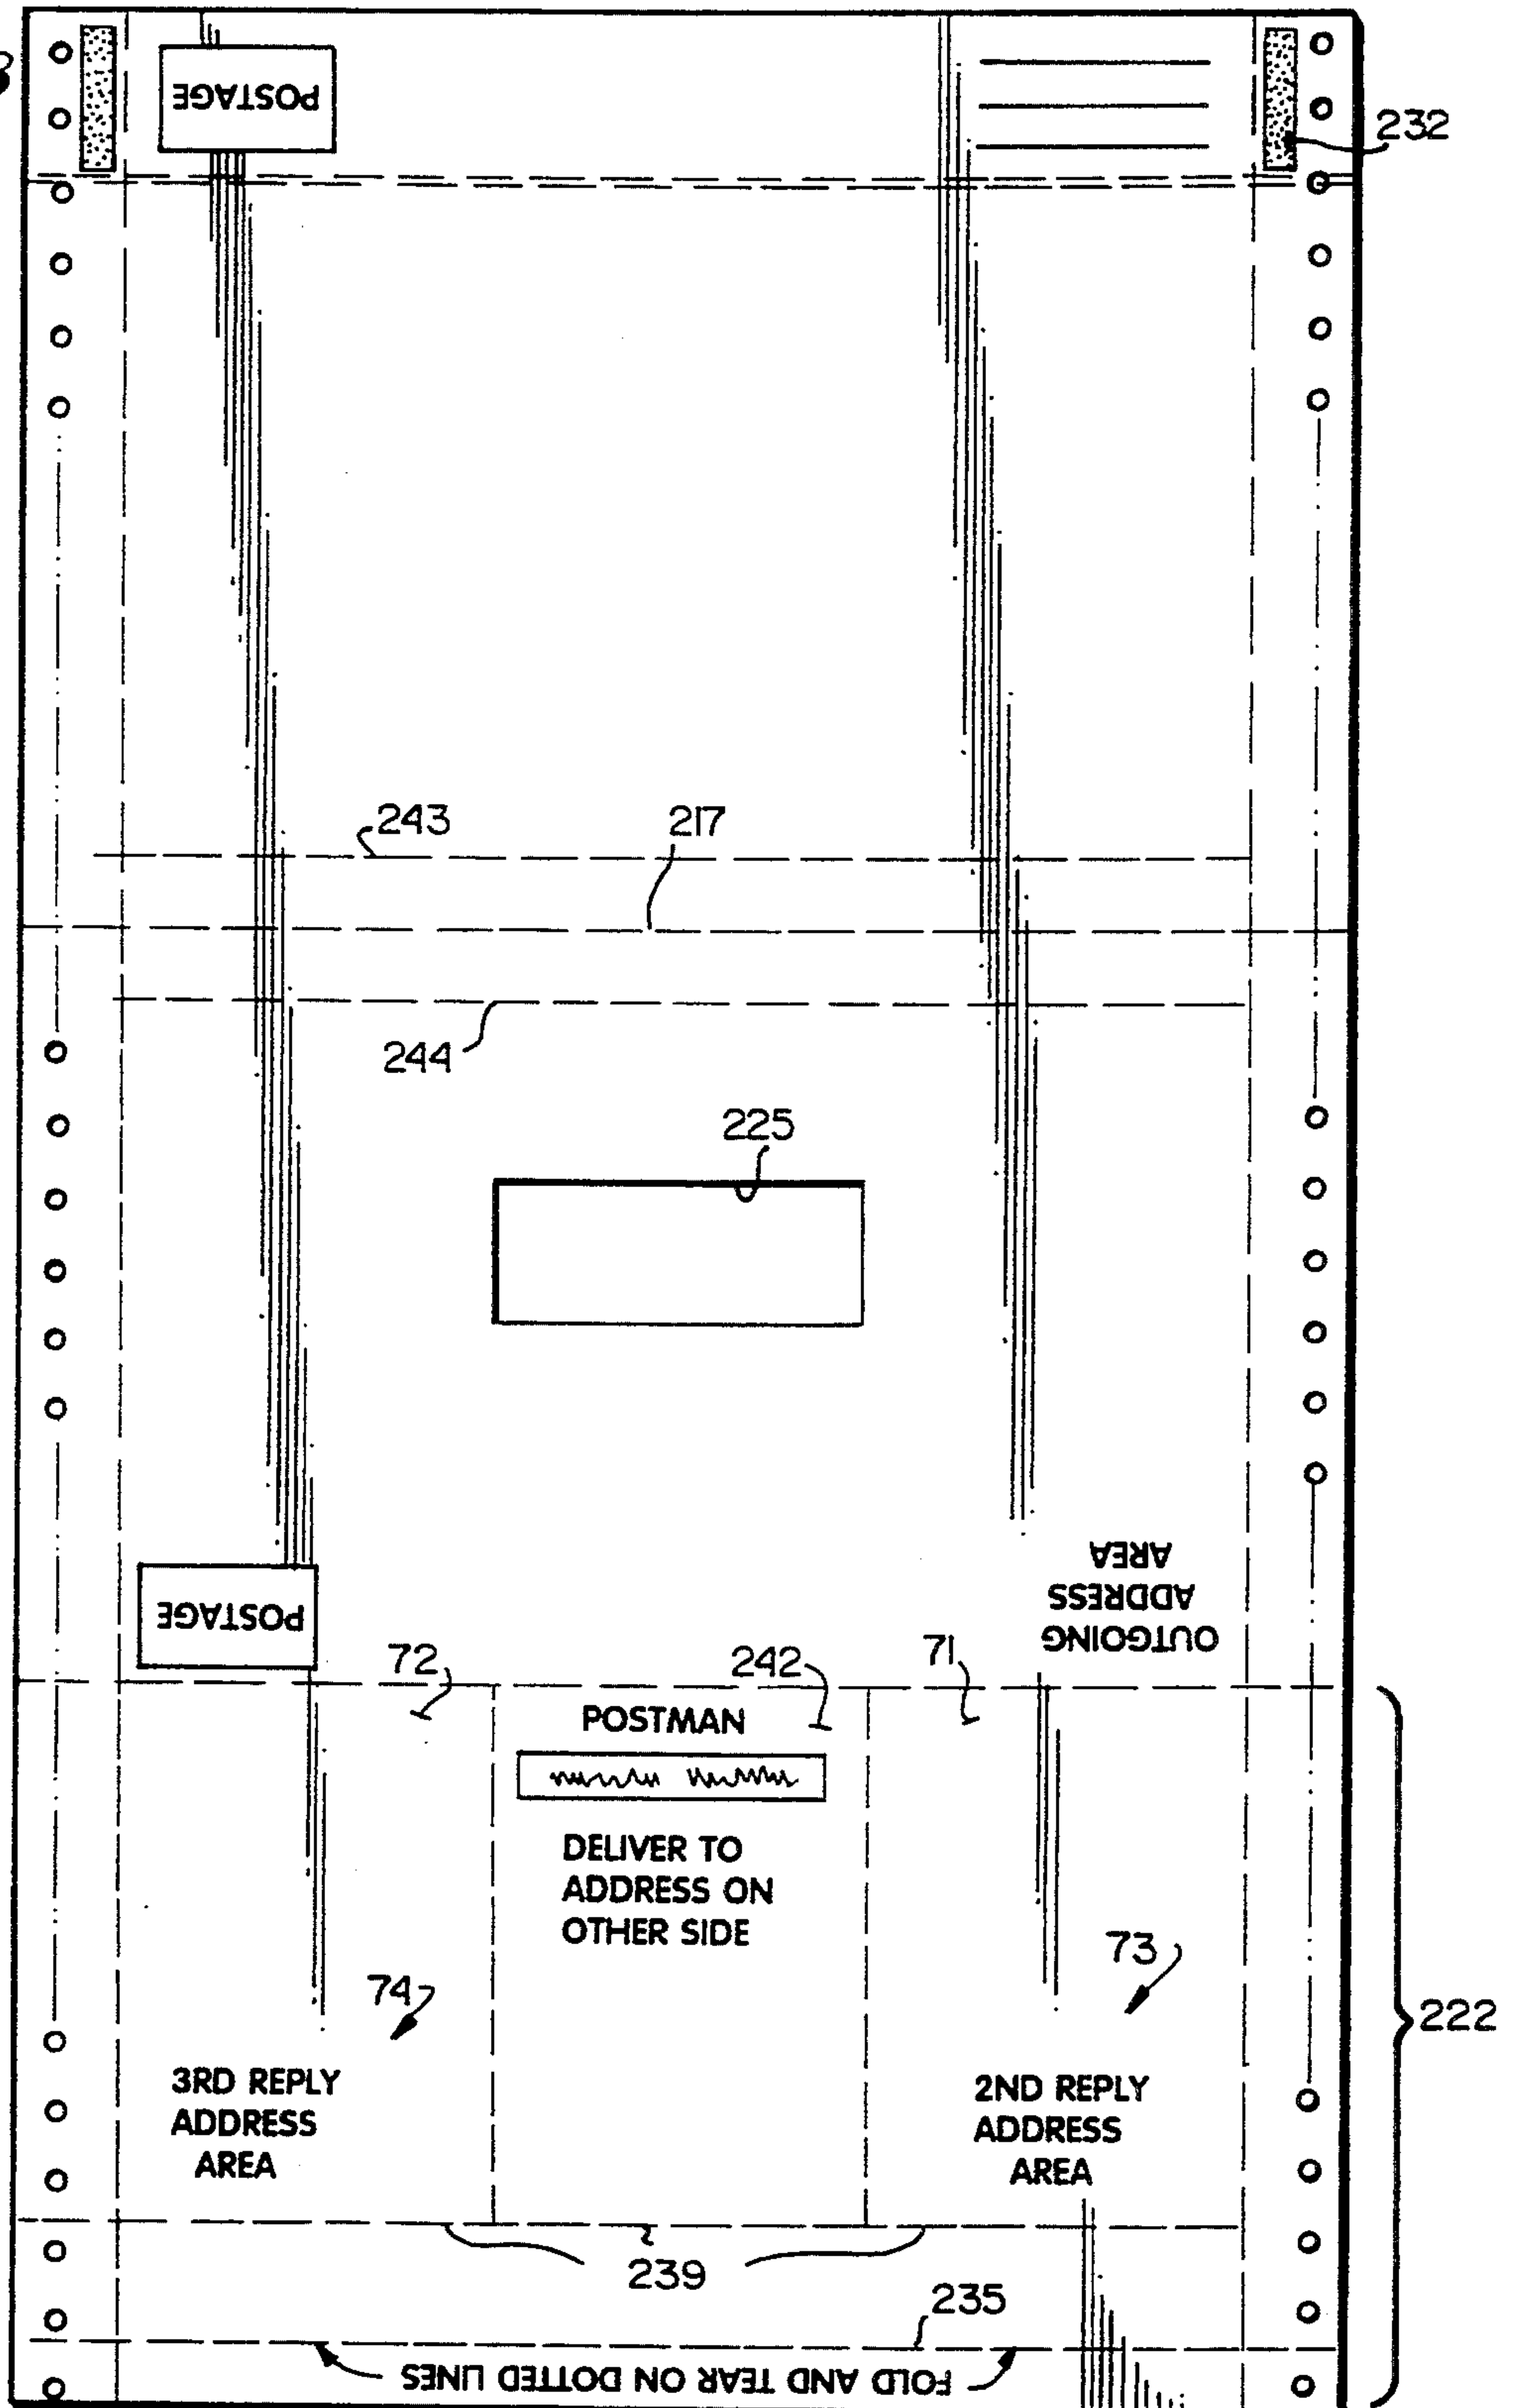 POSTAGE
232
243
217
244
225
POSTAGE
OUTGOING
ADDRESS
AREA
72
242
71
POSTMAN
DELIVER TO
ADDRESS ON
OTHER SIDE
73
74
222
3RD REPLY
ADDRESS
AREA
2ND REPLY
ADDRESS
AREA
239
235
FOLD AND TEAR ON DOTTED LINES